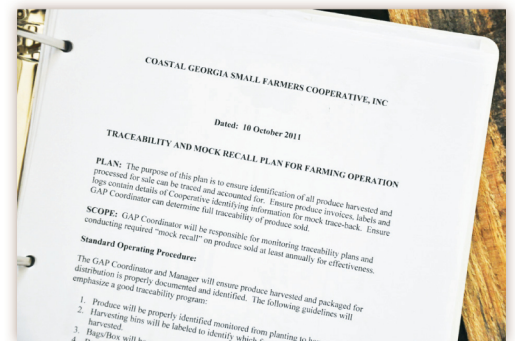 COASTAL GEORGIA SMALL FARMERS COOPERATIVE, INC
Dated: 10 October 2011
TRACEABILITY AND MOCK RECALL PLAN FOR FARMING OPERATION
PLAN: The purpose of this plan is to ensure identification of all produce harvested and
processed for sale can be traced and accounted for. Ensure produce invoices, labels and
logs contain details of Cooperative identifying information for mock trace-back. Ensure
GAP Coordinator can determine full traceability of produce sold.
SCOPE: GAP Coordinator will be responsible for monitoring traceability plans and
conducting required "mock recall" on produce sold at least annually for effectiveness.
Standard Operating Procedure:
The GAP Coordinator and Manager will ensure produce harvested and packaged for
distribution is properly documented and identified. The following guidelines will
emphasize a good traceability program:
1. Produce will be properly identified monitored from planting to
2. Harvesting bins will be labeled to identify which
harvested.
3. Bags/Box will
4.